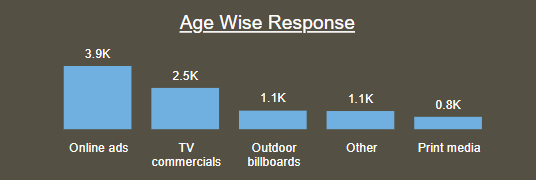 Age Wise Response
3.9K
2.5K
1.1K
1.1K
0.8K
Online ads
TV
commercials
Outdoor
billboards
Other
Print media